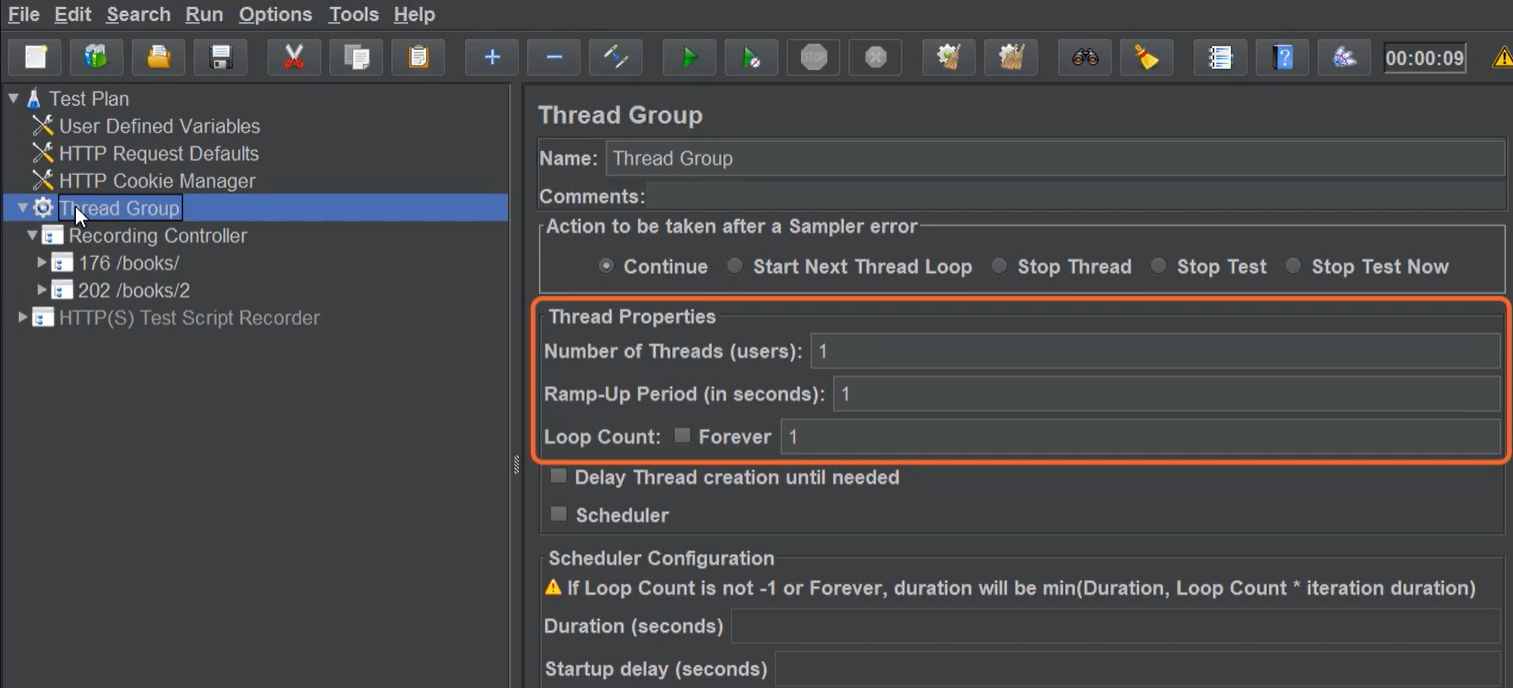 File Edit Search Run Options Tools Help
STOP
00:00:09
Test Plan
User Defined Variables
HTTP Request Defaults
HTTP Cookie Manager
Thread Group
Recording Controller
176 /books/
202 /books/2
HTTP(S) Test Script Recorder
Thread Group
Name: Thread Group
Comments:
Action to be taken after a Sampler error
Continue Start Next Thread Loop Stop Thread Stop Test Stop Test Now
Thread Properties
Number of Threads (users): 1
Ramp-Up Period (in seconds): 1
Loop Count: Forever 1
Delay Thread creation until needed
Scheduler
Scheduler Configuration
If Loop Count is not -1 or Forever, duration will be min(Duration, Loop Count * iteration duration)
Duration (seconds)
Startup delay (seconds)